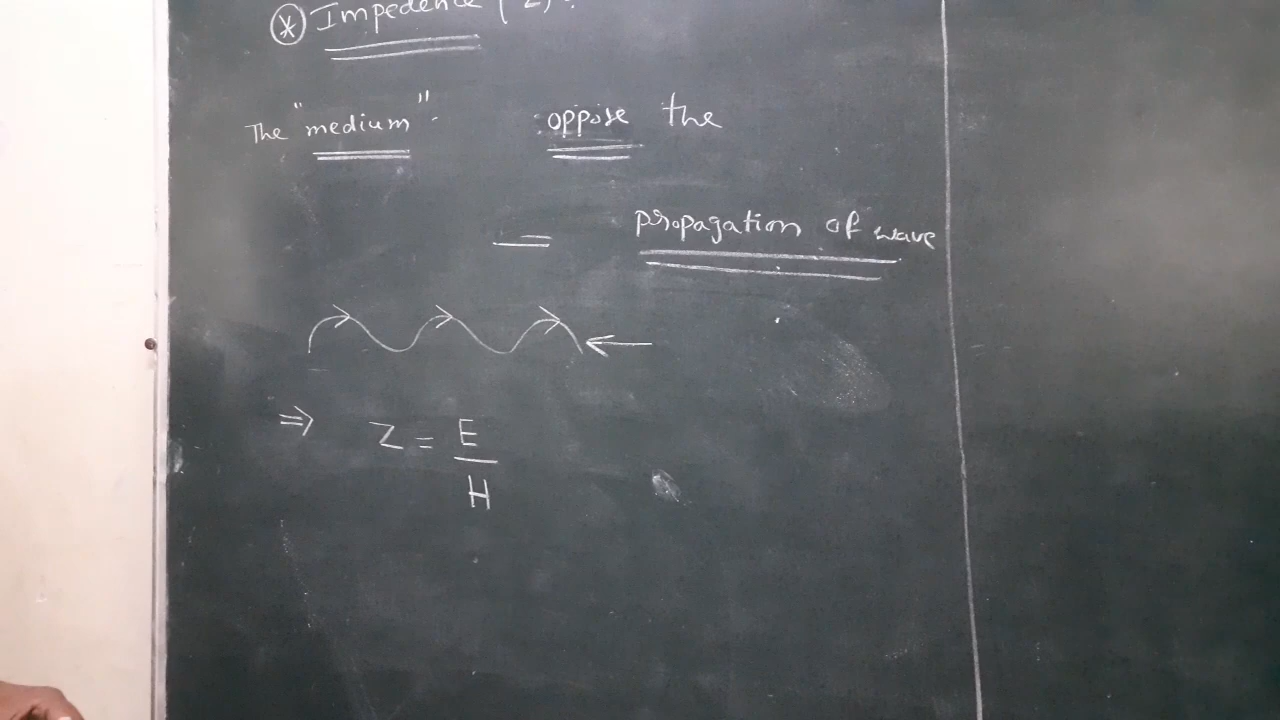 * Impedence (Z):
The "medium" oppose the
propagation of wave
⇒ Z = E
H